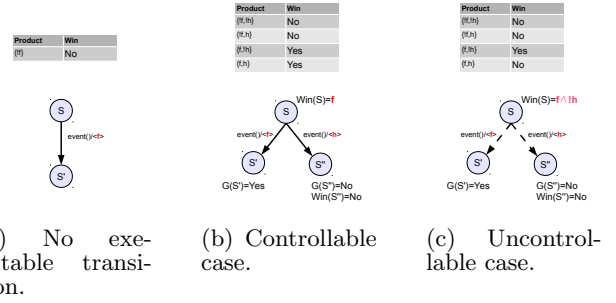 Product Win
{!f} No
S
event()/<f>
S'
Product Win
{!f,!h} No
{!f,h} No
{f,!h} Yes
{f,h} Yes
Win(S)=f
S
event()/<f> event()/<h>
S' S"
G(S')=Yes G(S")=No
Win(S")=No
Product Win
{!f,!h} No
{!f,h} No
{f,!h} Yes
{f,h} No
Win(S)=f∧!h
S
event()/<f> event()/<h>
S' S"
G(S')=Yes G(S")=No
Win(S")=No
) No exe-
table transi-
on.
(b) Controllable
case.
(c) Uncontrol-
lable case.